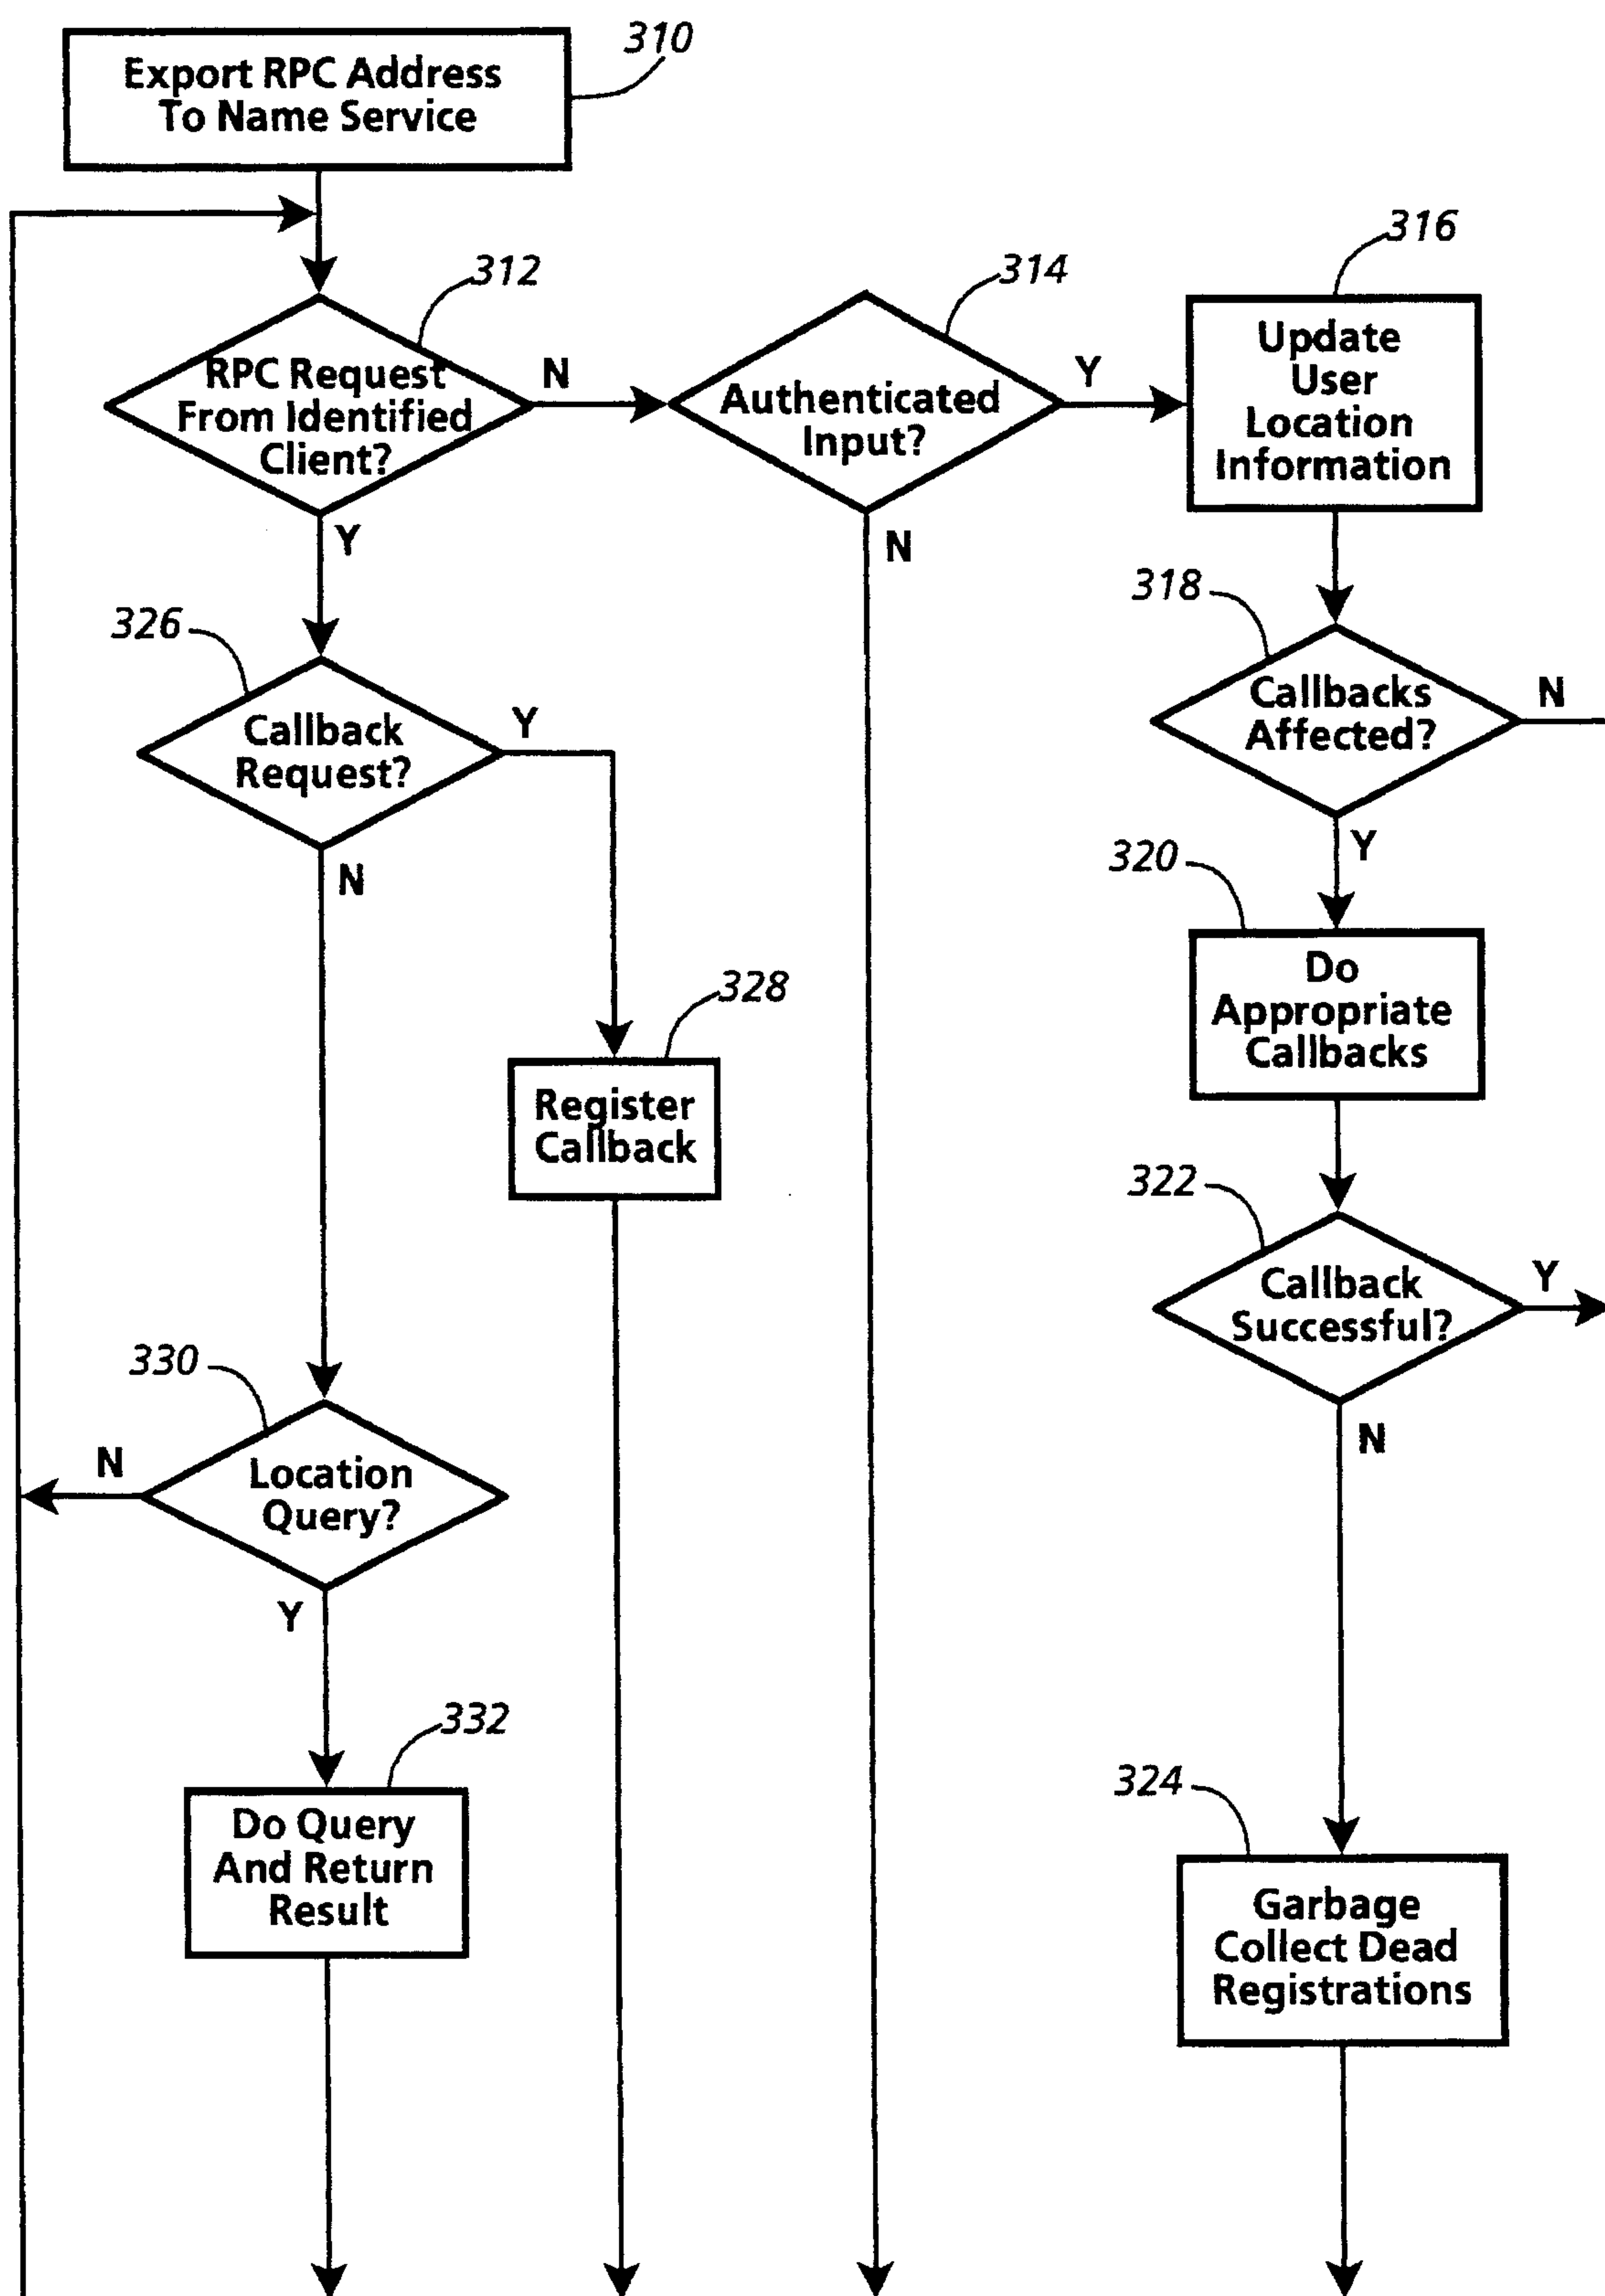 310
Export RPC Address
To Name Service
316
312
314
RPC Request
From Identified
Client?
N
Authenticated
Input?
Y
Update
User
Location
Information
Y
N
318
326
Callback
Request?
Y
Callbacks
Affected?
N
N
Y
320
328
Do
Appropriate
Callbacks
Register
Callback
322
Callback
Successful?
Y
330
N
Location
Query?
N
Y
332
324
Do Query
And Return
Result
Garbage
Collect Dead
Registrations